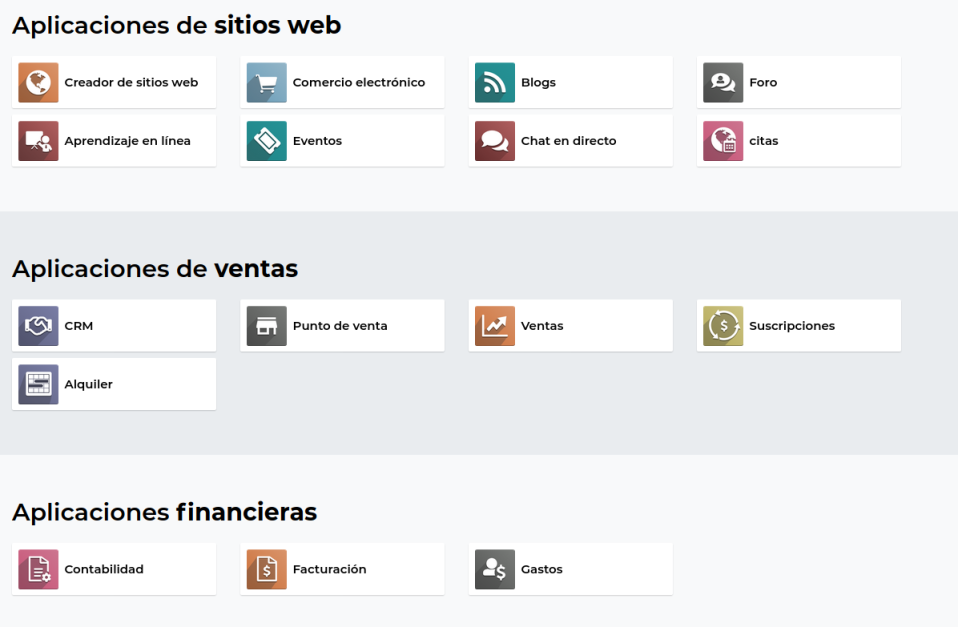 Aplicaciones de sitios web
Creador de sitios web
Comercio electrónico
Blogs
Foro
Aprendizaje en línea
Eventos
Chat en directo
citas
Aplicaciones de ventas
CRM
Punto de venta
Ventas
Suscripciones
Alquiler
Aplicaciones financieras
Contabilidad
Facturación
Gastos